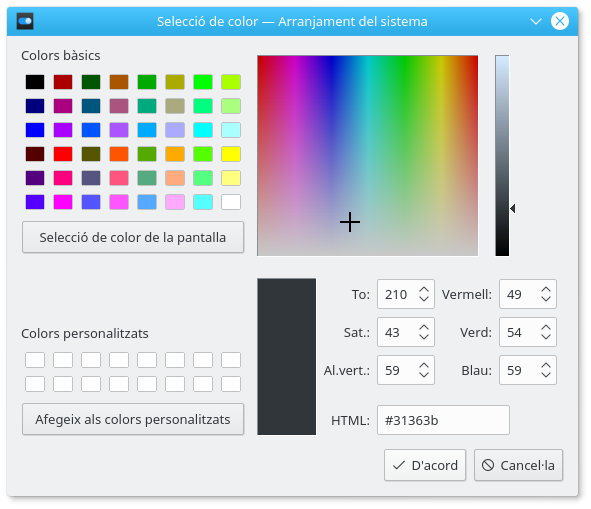 Selecció de color — Arranjament del sistema
Colors bàsics
Selecció de color de la pantalla
Colors personalitzats
Afegeix als colors personalitzats
To: 210 Vermell: 49
Sat.: 43 Verd: 54
Al.vert.: 59 Blau: 59
HTML: #31363b
D'acord Cancel·la